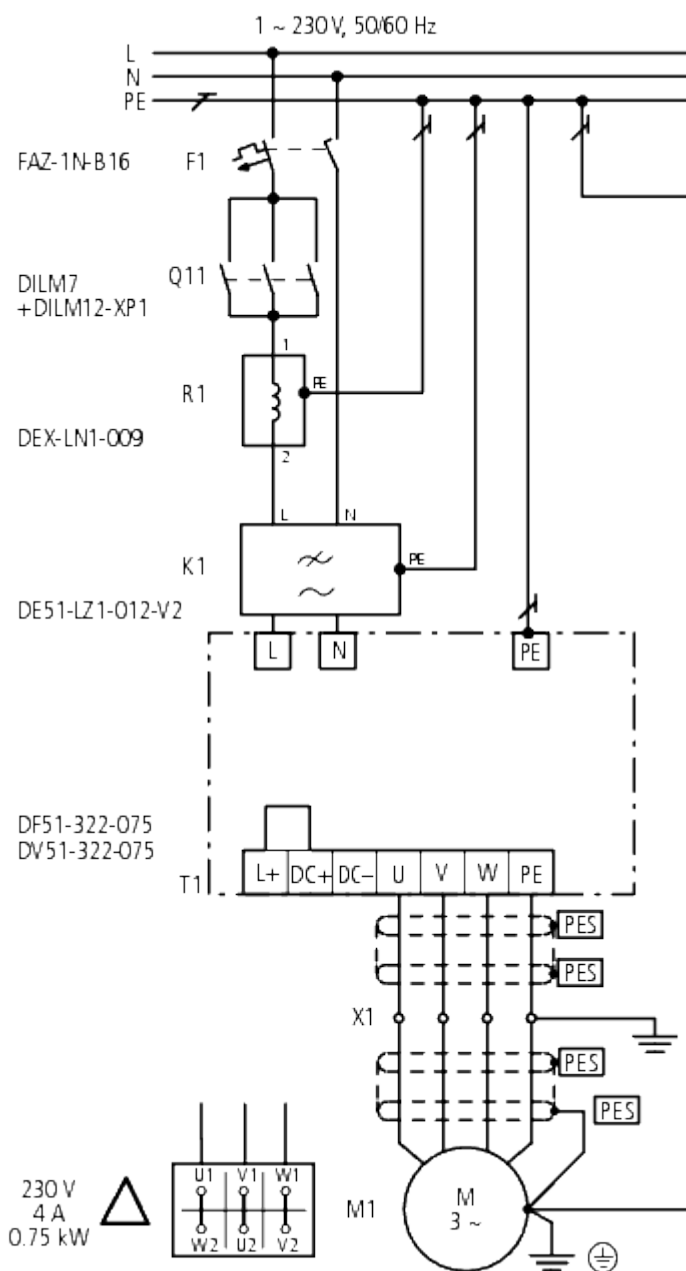 1 ~ 230 V, 50/60 Hz
L
N
PE
FAZ-1N-B16
F1
DILM7
+DILM12-XP1
Q11
1
R1
PE
DEX-LN1-009
2
L
N
K1
PE
DE51-LZ1-012-V2
L
N
PE
DF51-322-075
DV51-322-075
T1
L+
DC+
DC−
U
V
W
PE
PES
PES
X1
PES
PES
230 V
4 A
0.75 kW
U1
V1
W1
W2
U2
V2
M1
M
3 ~